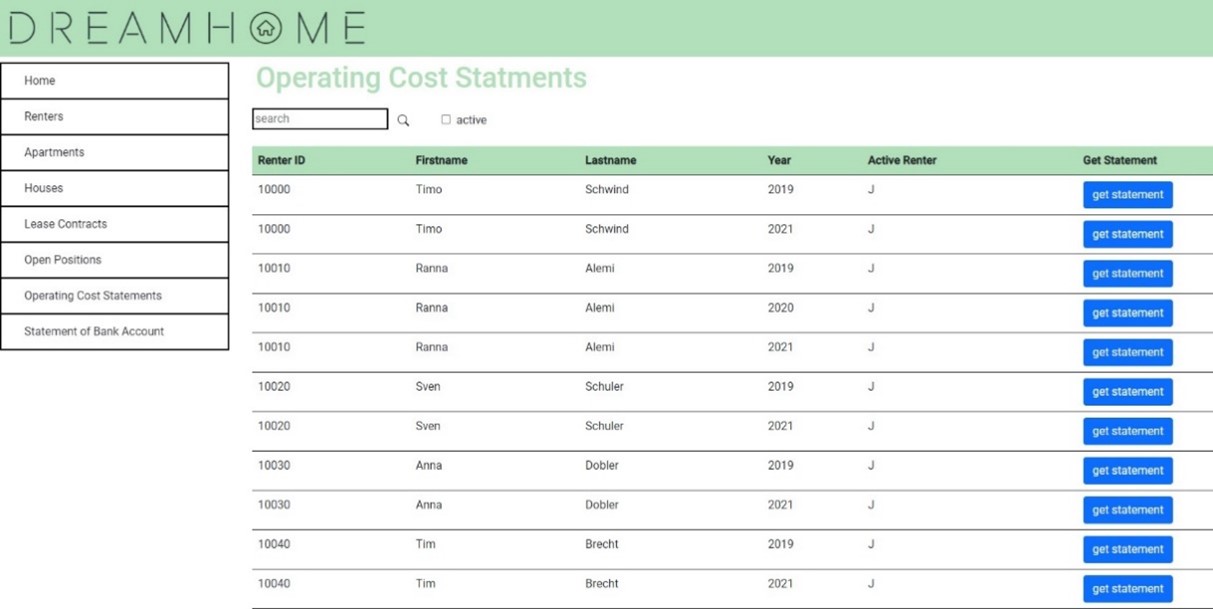 DREAMHOME
Home
Renters
Apartments
Houses
Lease Contracts
Open Positions
Operating Cost Statements
Statement of Bank Account
Operating Cost Statments
search active
Renter ID Firstname Lastname Year Active Renter Get Statement
10000 Timo Schwind 2019 J get statement
10000 Timo Schwind 2021 J get statement
10010 Ranna Alemi 2019 J get statement
10010 Ranna Alemi 2020 J get statement
10010 Ranna Alemi 2021 J get statement
10020 Sven Schuler 2019 J get statement
10020 Sven Schuler 2021 J get statement
10030 Anna Dobler 2019 J get statement
10030 Anna Dobler 2021 J get statement
10040 Tim Brecht 2019 J get statement
10040 Tim Brecht 2021 J get statement